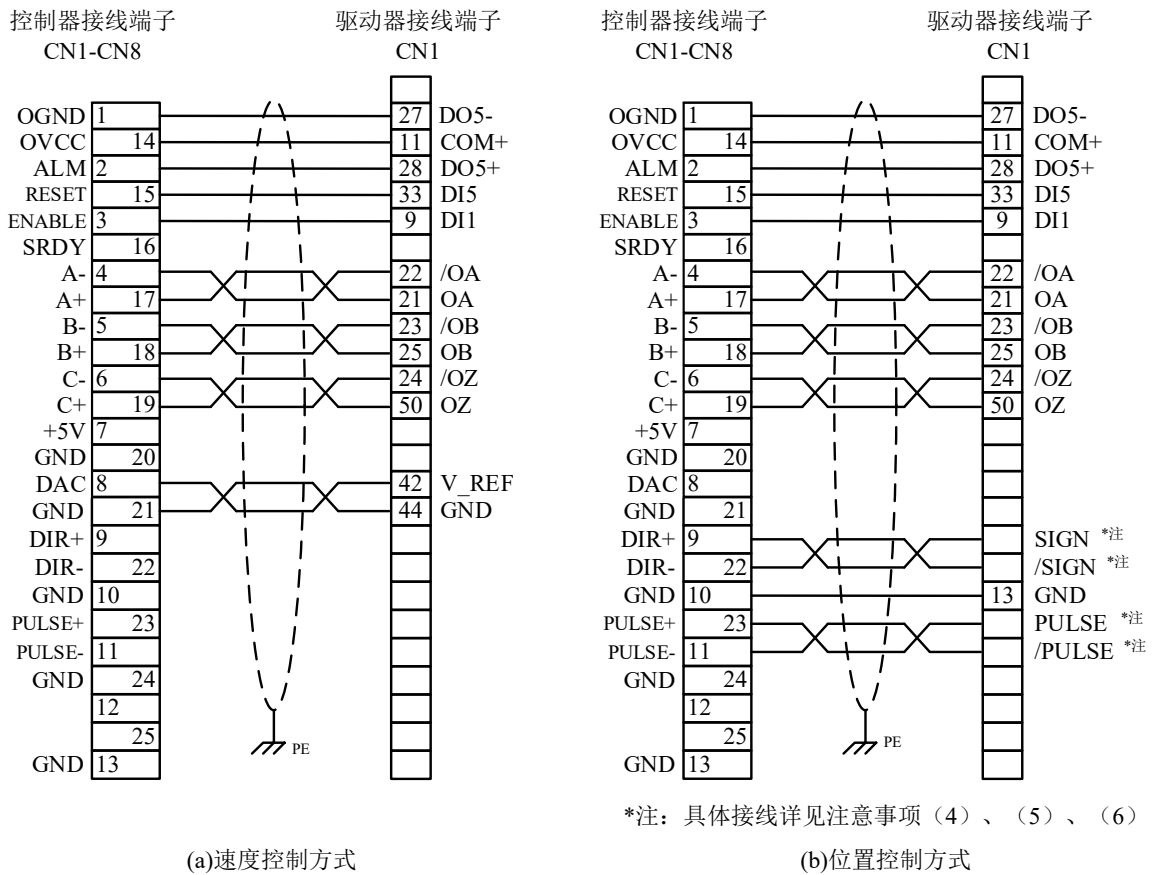 控制器接线端子 驱动器接线端子
CN1-CN8 CN1
OGND 1 27 DO5-
OVCC 14 11 COM+
ALM 2 28 DO5+
RESET 15 33 DI5
ENABLE 3 9 DI1
SRDY 16
A- 4 22 /OA
A+ 17 21 OA
B- 5 23 /OB
B+ 18 25 OB
C- 6 24 /OZ
C+ 19 50 OZ
+5V 7
GND 20
DAC 8 42 V_REF
GND 21 44 GND
DIR+ 9
DIR- 22
GND 10
PULSE+ 23
PULSE- 11
GND 24
12
25
GND 13
PE
(a)速度控制方式
控制器接线端子 驱动器接线端子
CN1-CN8 CN1
OGND 1 27 DO5-
OVCC 14 11 COM+
ALM 2 28 DO5+
RESET 15 33 DI5
ENABLE 3 9 DI1
SRDY 16
A- 4 22 /OA
A+ 17 21 OA
B- 5 23 /OB
B+ 18 25 OB
C- 6 24 /OZ
C+ 19 50 OZ
+5V 7
GND 20
DAC 8
GND 21
DIR+ 9 SIGN *注
DIR- 22 /SIGN *注
GND 10 13 GND
PULSE+ 23 PULSE *注
PULSE- 11 /PULSE *注
GND 24
12
25
GND 13
PE
*注：具体接线详见注意事项（4）、（5）、（6）
(b)位置控制方式